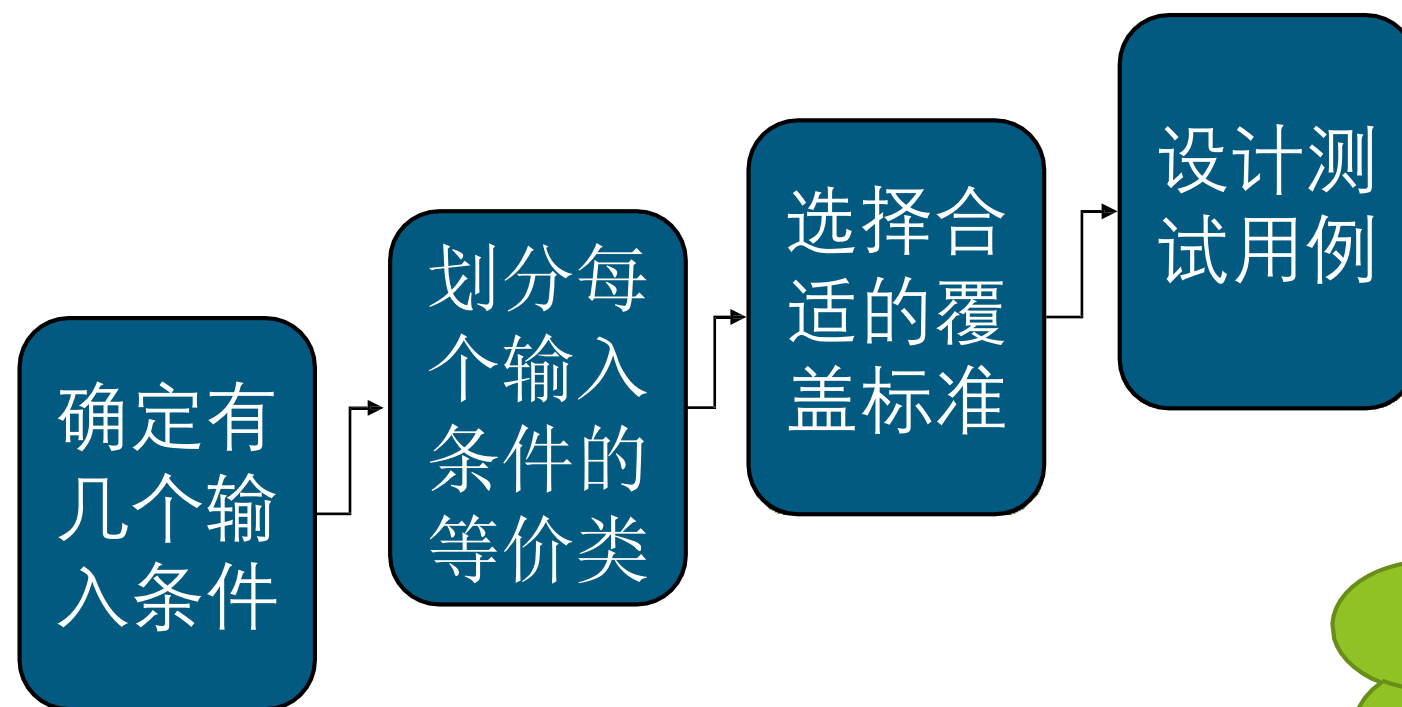 确定有
几个输
入条件
划分每
个输入
条件的
等价类
选择合
适的覆
盖标准
设计测
试用例